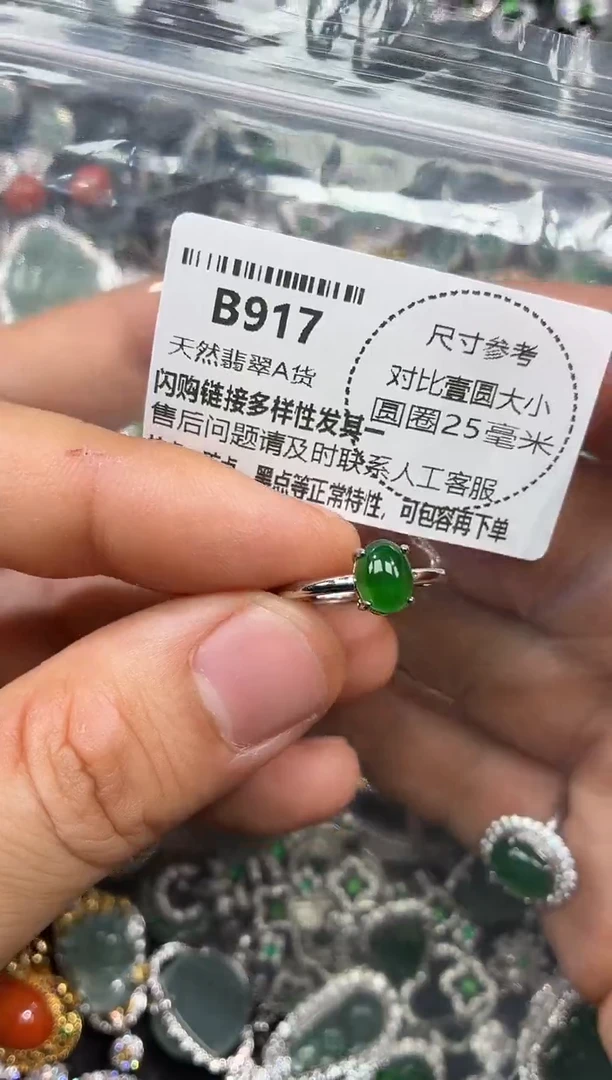 B917
天然翡翠A货
尺寸参考
对比壹圆大小
圆圈25毫米
闪购链接多样性发其一
售后问题请及时联系人工客服
黑点等正常特性，可包容再下单